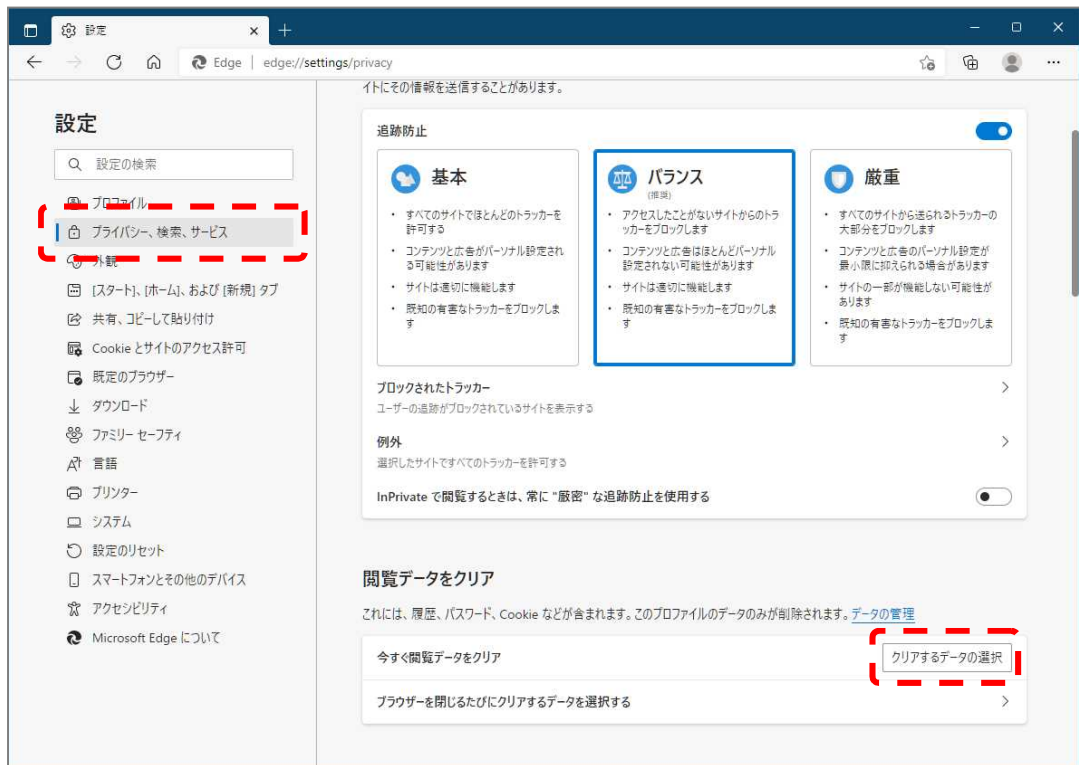 設定
Edge | edge://settings/privacy
イトにその情報を送信することがあります。
設定
設定の検索
プロファイル
プライバシー、検索、サービス
外観
[スタート]、[ホーム]、および [新規] タブ
共有、コピーして貼り付け
Cookie とサイトのアクセス許可
既定のブラウザー
ダウンロード
ファミリー セーフティ
言語
プリンター
システム
設定のリセット
スマートフォンとその他のデバイス
アクセシビリティ
Microsoft Edge について
追跡防止
基本
・ すべてのサイトでほとんどのトラッカーを
許可する
・ コンテンツと広告がパーソナル設定され
る可能性があります
・ サイトは適切に機能します
・ 既知の有害なトラッカーをブロックしま
す
バランス
(推奨)
・ アクセスしたことがないサイトからのトラ
ッカーをブロックします
・ コンテンツと広告はほとんどパーソナル
設定されない可能性があります
・ サイトは適切に機能します
・ 既知の有害なトラッカーをブロックしま
す
厳重
・ すべてのサイトから送られるトラッカーの
大部分をブロックします
・ コンテンツと広告のパーソナル設定が
最小限に抑えられる場合があります
・ サイトの一部が機能しない可能性が
あります
・ 既知の有害なトラッカーをブロックしま
す
ブロックされたトラッカー
ユーザーの追跡がブロックされているサイトを表示する
例外
選択したサイトですべてのトラッカーを許可する
InPrivate で閲覧するときは、常に "厳密" な追跡防止を使用する
閲覧データをクリア
これには、履歴、パスワード、Cookie などが含まれます。このプロファイルのデータのみが削除されます。データの管理
今すぐ閲覧データをクリア
クリアするデータの選択
ブラウザーを閉じるたびにクリアするデータを選択する